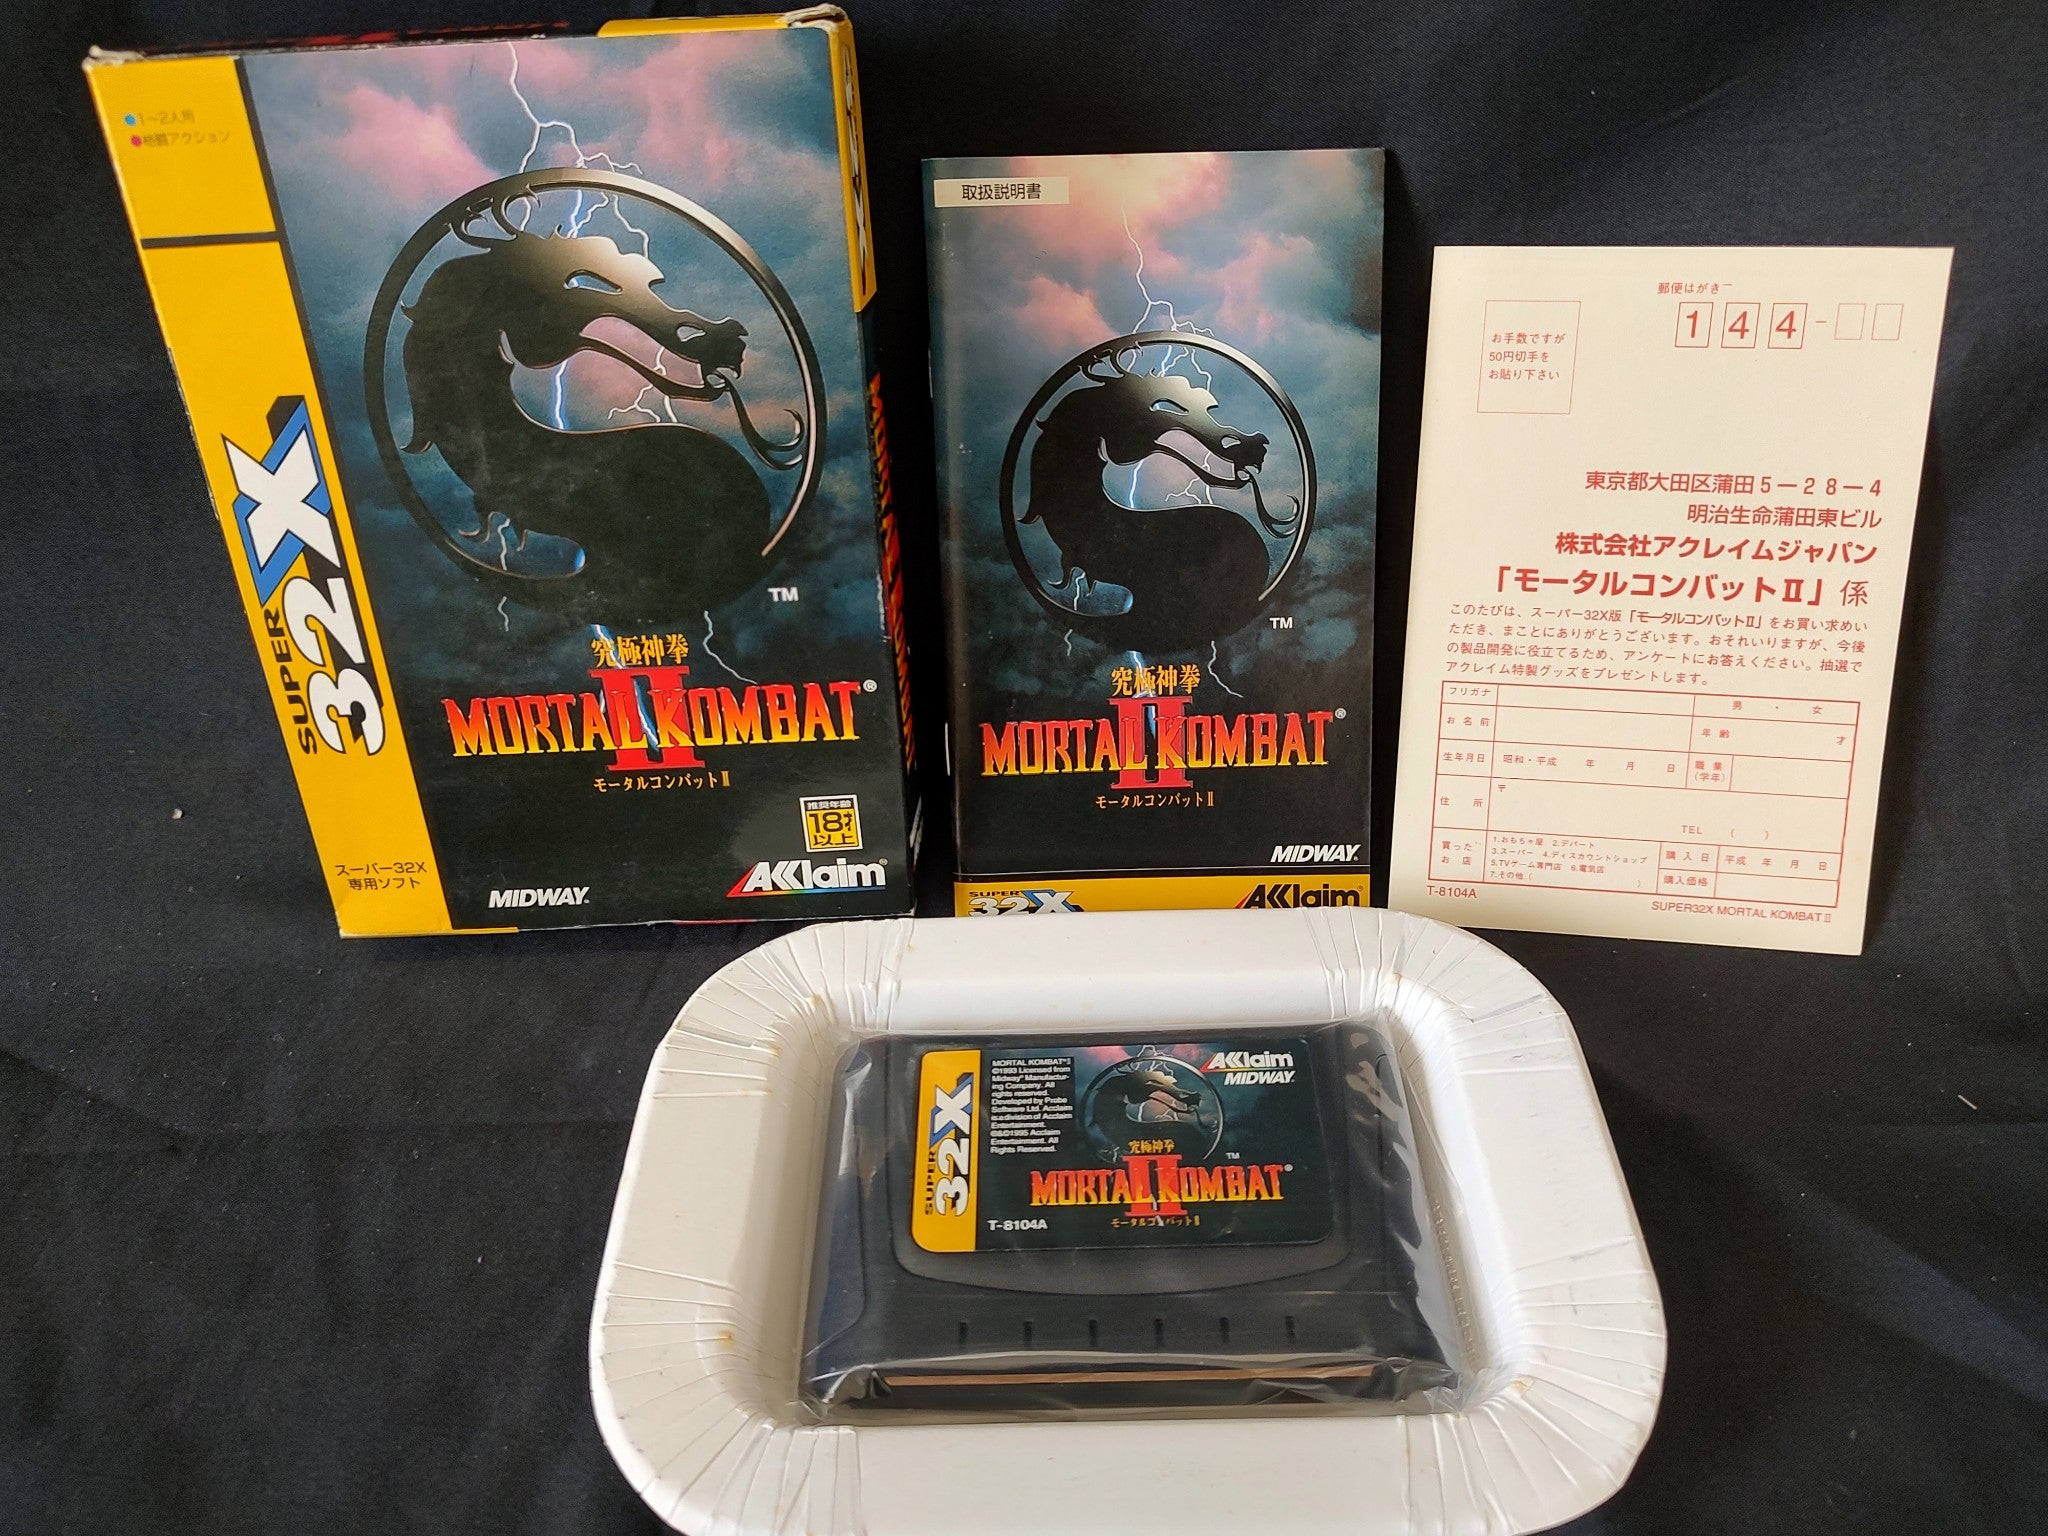 ●1～2人用
●格闘アクション
SUPER 32X
スーパー32X
専用ソフト
TM
究極神拳
II
MORTAL KOMBAT®
モータルコンバットⅡ
推奨年齢
18才
以上
MIDWAY.
AKKlaim®
取扱説明書
TM
究極神拳
II
MORTAL KOMBAT®
モータルコンバットⅡ
MIDWAY.
SUPER
32X
AKKlaim®
郵便はがき
144-
お手数ですが
50円切手を
お貼り下さい
東京都大田区蒲田5－28－4
明治生命蒲田東ビル
株式会社アクレイムジャパン
「モータルコンバットⅡ」係
このたびは、スーパー32X版「モータルコンバットⅡ」をお買い求めい
ただき、まことにありがとうございます。おそれいりますが、今後
の製品開発に役立てるため、アンケートにお答えください。抽選で
アクレイム特製グッズをプレゼントします。
フリガナ
男・女
お名前
年齢 才
生年月日 昭和・平成 年 月 日 職業（学年）
住所 〒
TEL （ ）
買ったお店
1.おもちゃ屋 2.デパート
3.スーパー 4.ディスカウントショップ
5.TVゲーム専門店 6.電気店
7.その他（ ）
購入日 平成 年 月 日
購入価格
T-8104A
SUPER32X MORTAL KOMBATⅡ
SUPER 32X
MORTAL KOMBAT®II
©1993 Licensed from
Midway® Manufactur-
ing Company. All
rights reserved.
Developed by Probe
Software Ltd. Acclaim
is a division of Acclaim
Entertainment.
®&©1995 Acclaim
Entertainment. All
Rights Reserved.
AKKlaim
MIDWAY.
究極神拳
TM
II
MORTAL KOMBAT®
モータルコンバットⅡ
T-8104A